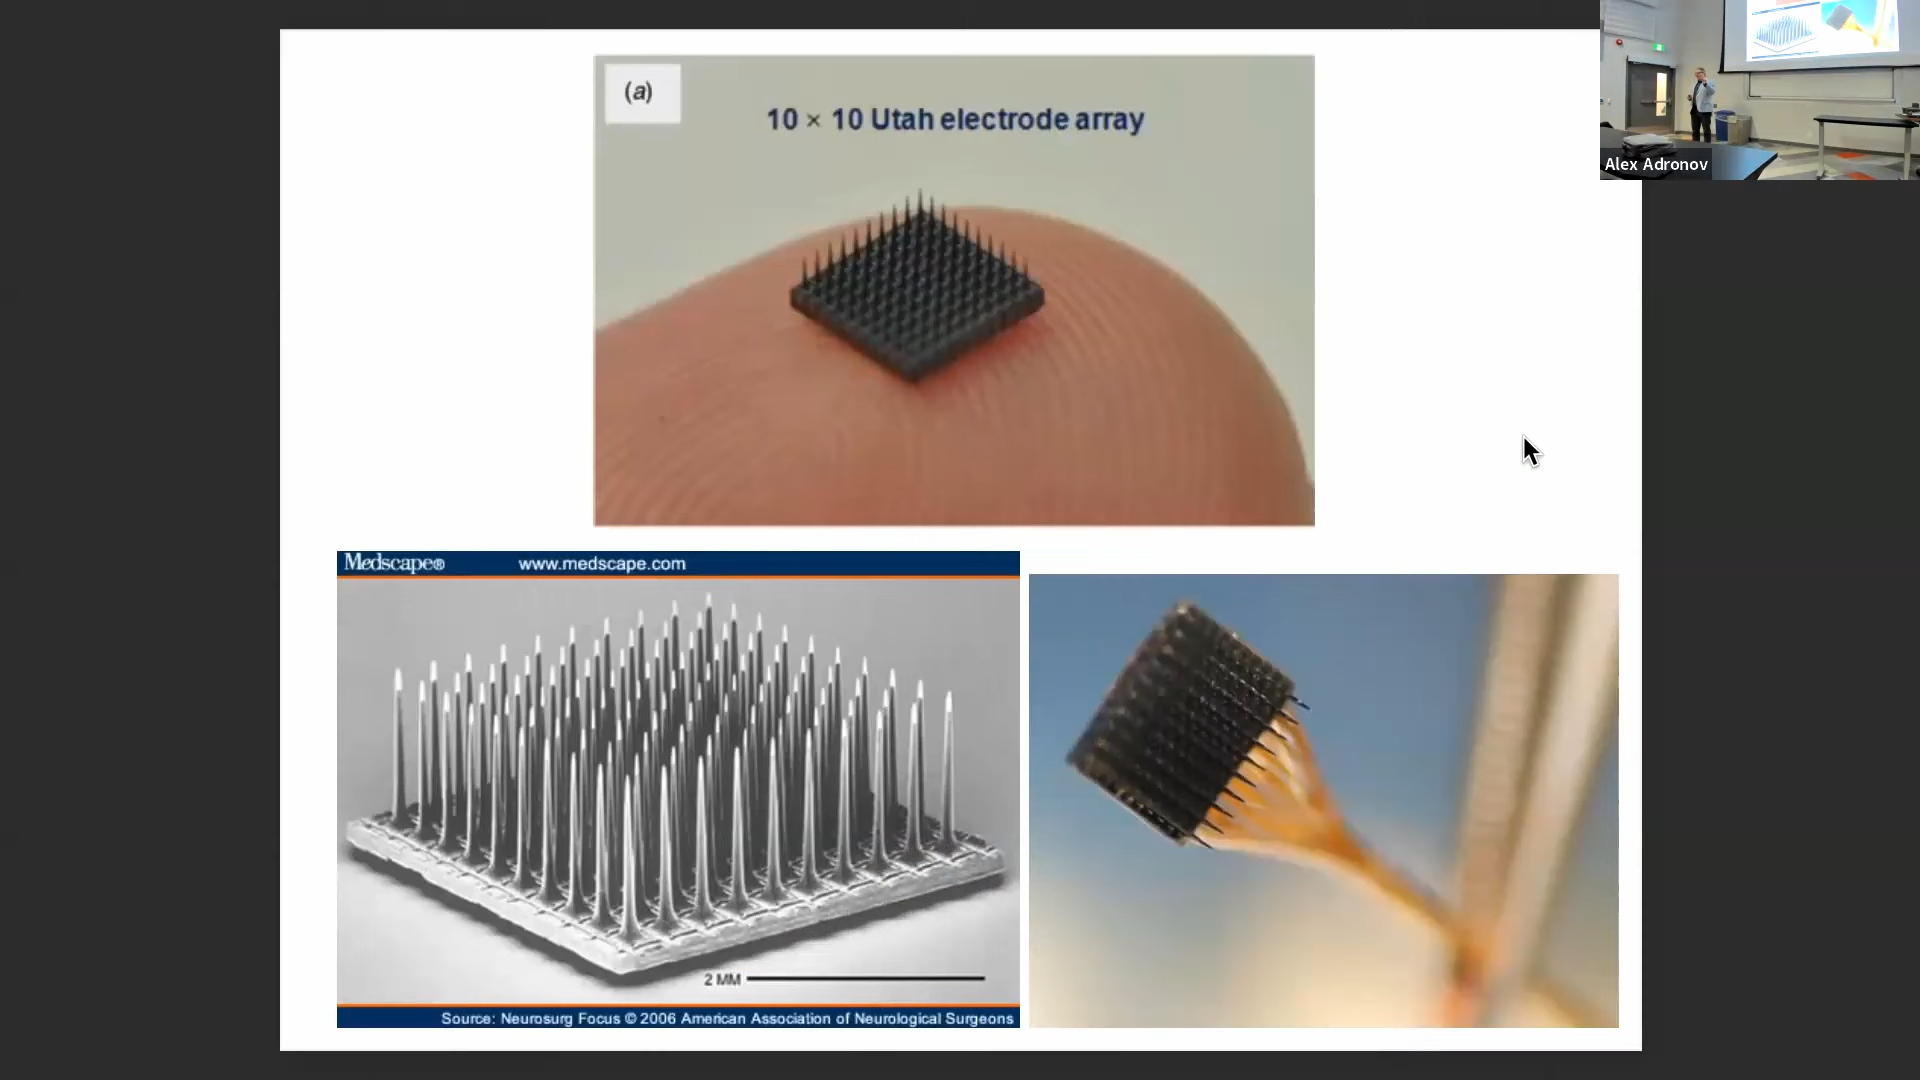 (a)
10 × 10 Utah electrode array
Alex Adronov
Medscape® www.medscape.com
2 MM
Source: Neurosurg Focus © 2006 American Association of Neurological Surgeons